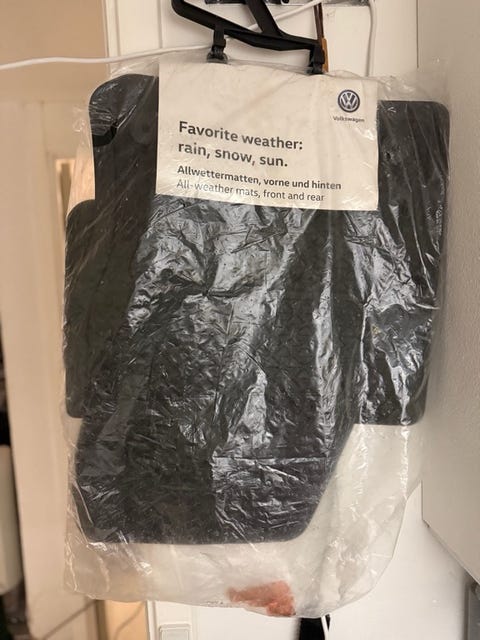 Volkswagen
Favorite weather:
rain, snow, sun.
Allwettermatten, vorne und hinten
All-weather mats, front and rear